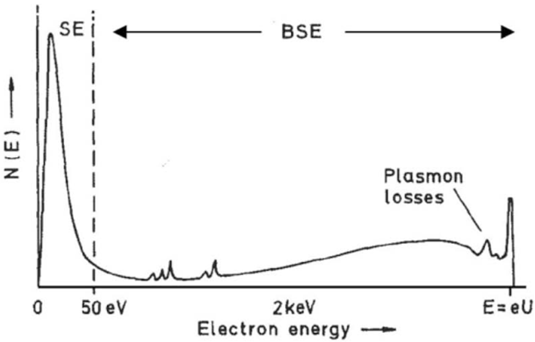 SE
BSE
N(E)
Plasmon
losses
0
50 eV
2keV
E=eU
Electron energy